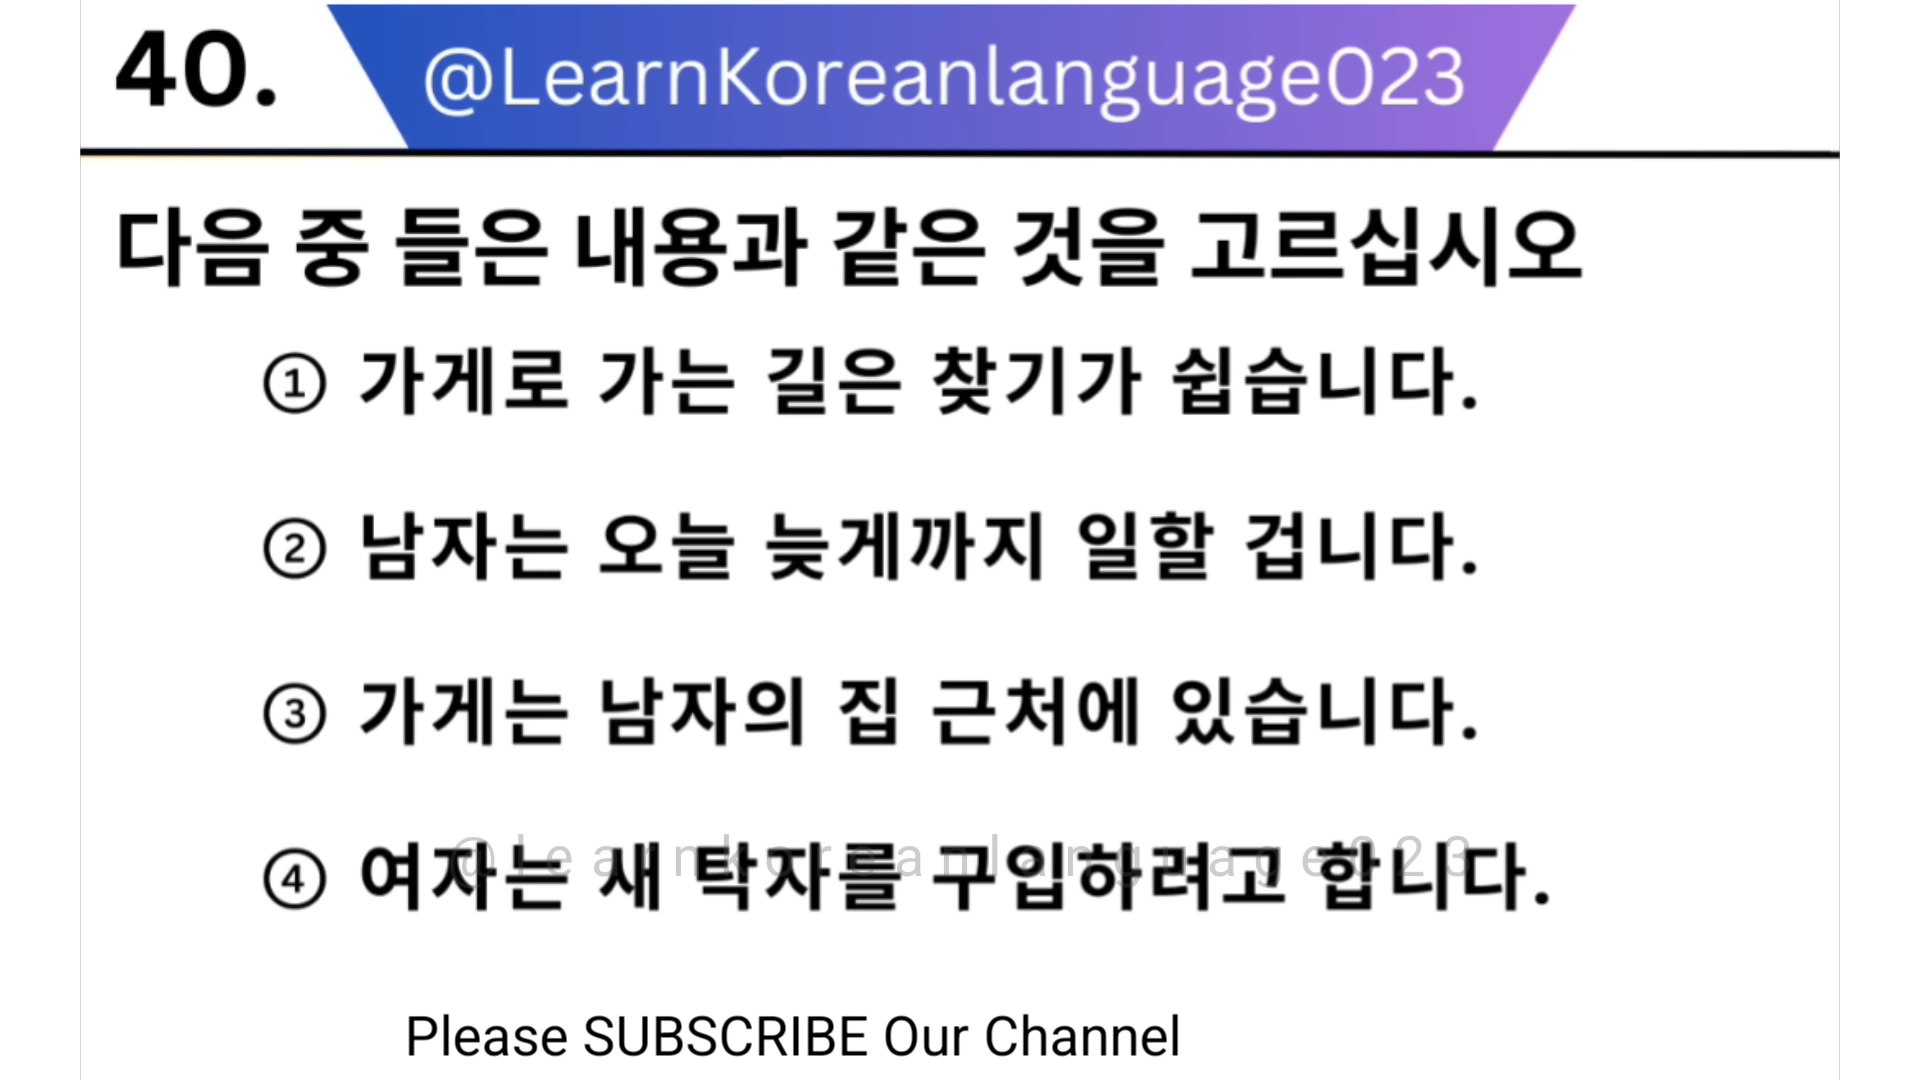 40.
@LearnKoreanlanguage023
다음 중 들은 내용과 같은 것을 고르십시오
① 가게로 가는 길은 찾기가 쉽습니다.
② 남자는 오늘 늦게까지 일할 겁니다.
③ 가게는 남자의 집 근처에 있습니다.
④ 여자는 새 탁자를 구입하려고 합니다.
@learnkoreanlanguage023
Please SUBSCRIBE Our Channel